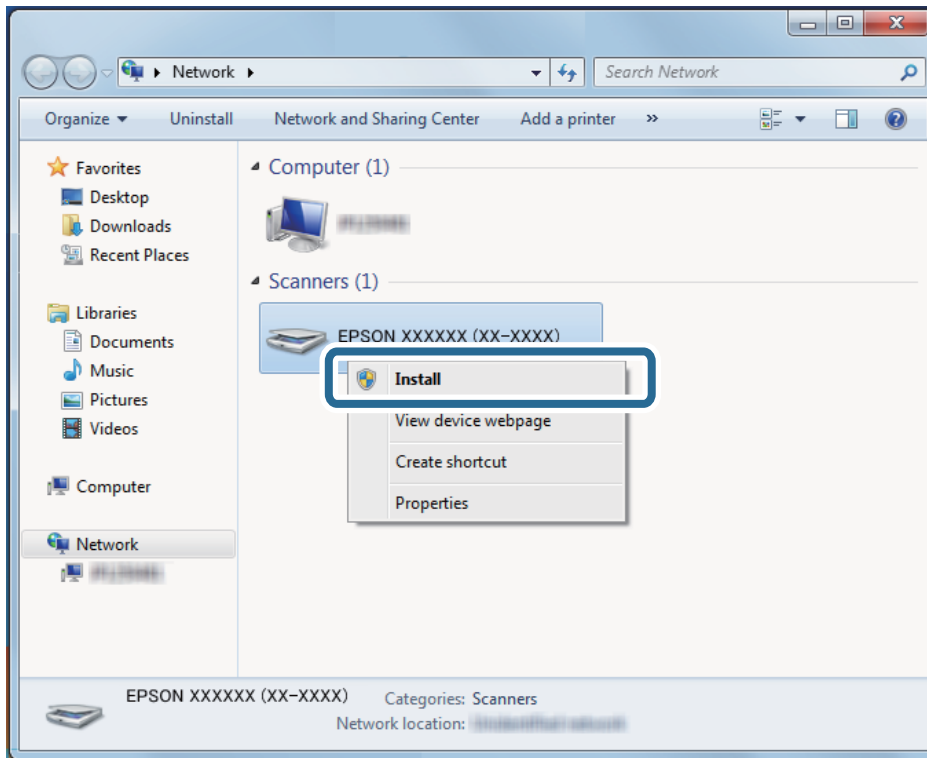 Network
Search Network
Organize Uninstall Network and Sharing Center Add a printer »
Favorites
Desktop
Downloads
Recent Places
Libraries
Documents
Music
Pictures
Videos
Computer
Network
Computer (1)
Scanners (1)
EPSON XXXXXX (XX-XXXX)
Install
View device webpage
Create shortcut
Properties
EPSON XXXXXX (XX-XXXX) Categories: Scanners
Network location: